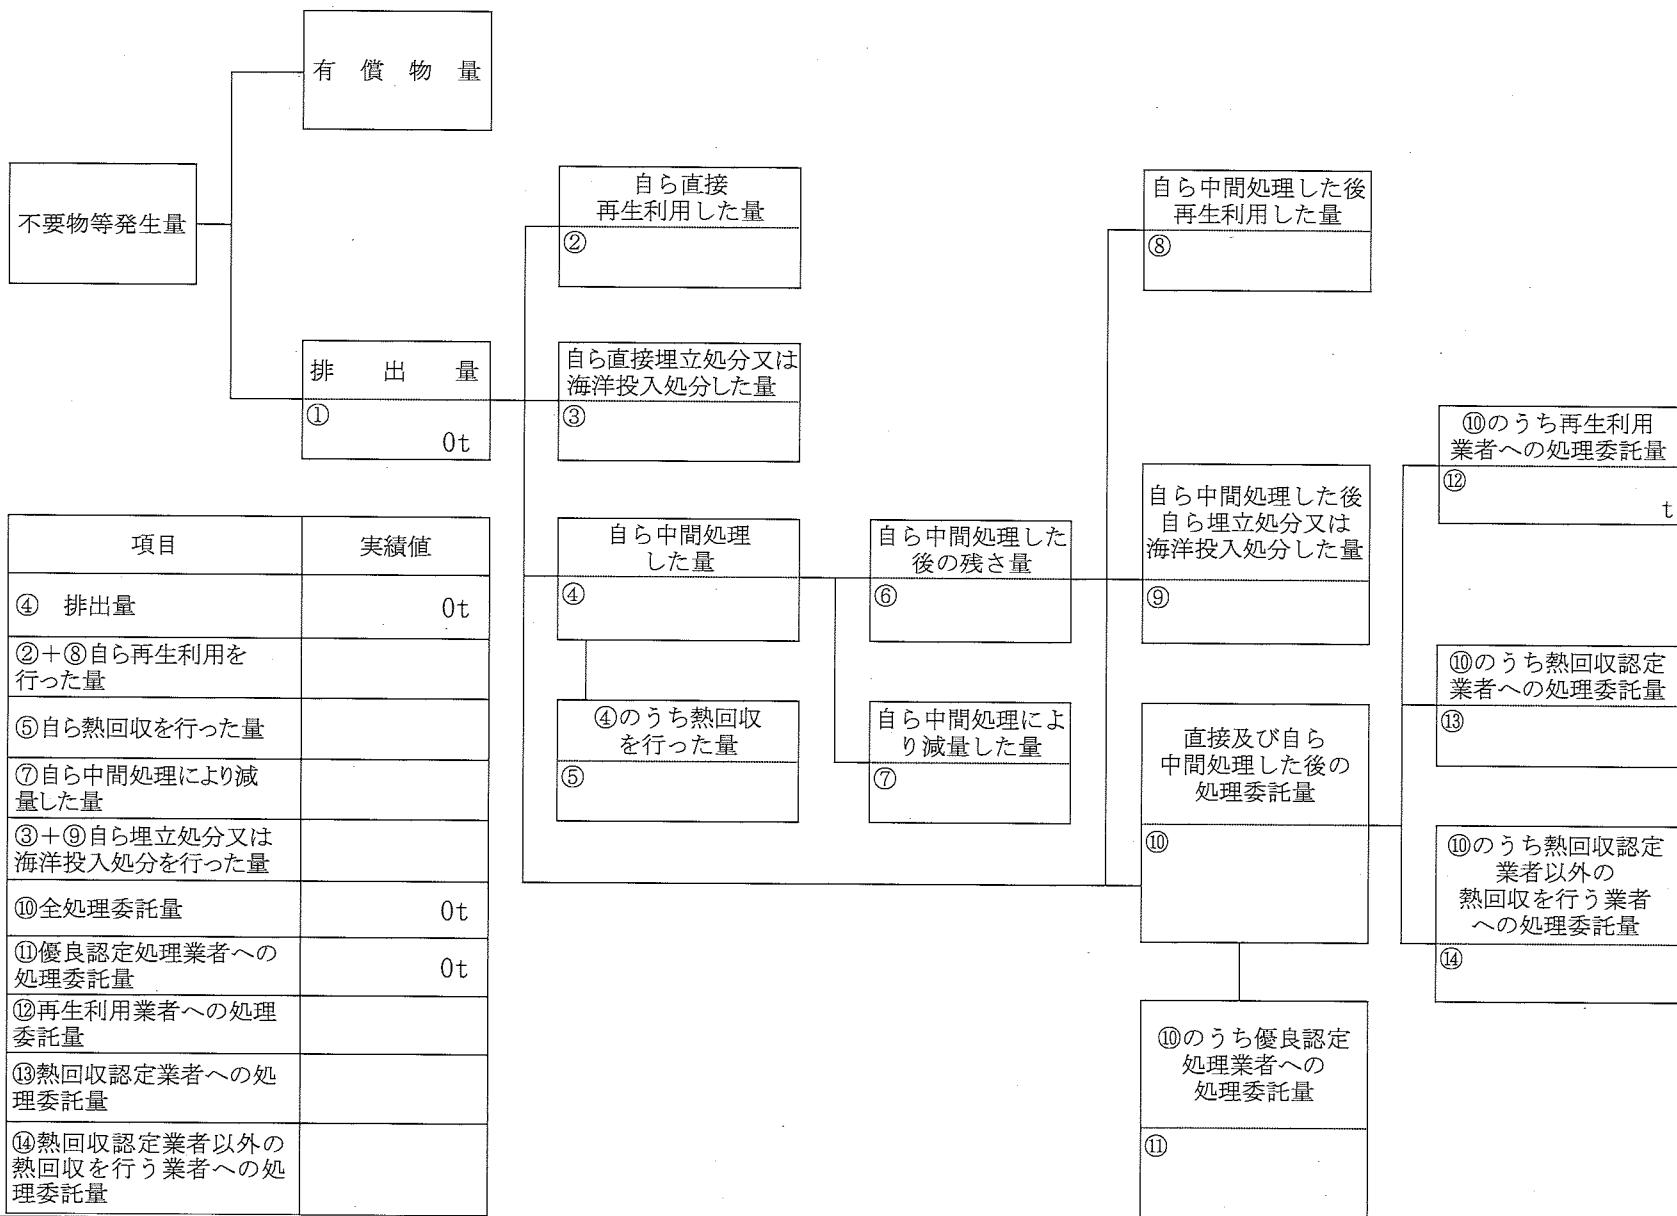 有償物量
不要物等発生量
排出量
①
0t
自ら直接
再生利用した量
②
自ら直接埋立処分又は
海洋投入処分した量
③
自ら中間処理
した量
④
④のうち熱回収
を行った量
⑤
自ら中間処理した
後の残さ量
⑥
自ら中間処理によ
り減量した量
⑦
自ら中間処理した後
再生利用した量
⑧
自ら中間処理した後
自ら埋立処分又は
海洋投入処分した量
⑨
直接及び自ら
中間処理した後の
処理委託量
⑩
⑩のうち優良認定
処理業者への
処理委託量
⑪
⑩のうち再生利用
業者への処理委託量
⑫
t
⑩のうち熱回収認定
業者への処理委託量
⑬
⑩のうち熱回収認定
業者以外の
熱回収を行う業者
への処理委託量
⑭
項目 実績値
④ 排出量 0t
②+⑧自ら再生利用を
行った量
⑤自ら熱回収を行った量
⑦自ら中間処理により減
量した量
③+⑨自ら埋立処分又は
海洋投入処分を行った量
⑩全処理委託量 0t
⑪優良認定処理業者への
処理委託量 0t
⑫再生利用業者への処理
委託量
⑬熱回収認定業者への処
理委託量
⑭熱回収認定業者以外の
熱回収を行う業者への処
理委託量